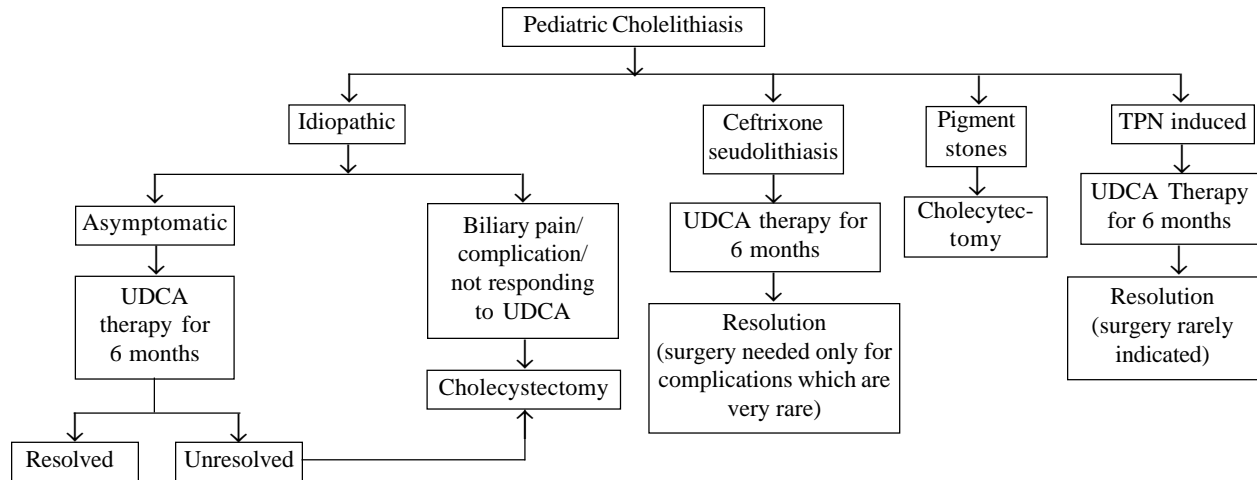 Pediatric Cholelithiasis
Idiopathic
Ceftrixone
seudolithiasis
Pigment
stones
TPN induced
Asymptomatic
Biliary pain/
complication/
not responding
to UDCA
UDCA therapy for
6 months
Cholecytec-
tomy
UDCA Therapy
for 6 months
UDCA
therapy for
6 months
Cholecystectomy
Resolution
(surgery needed only for
complications which are
very rare)
Resolution
(surgery rarely
indicated)
Resolved
Unresolved